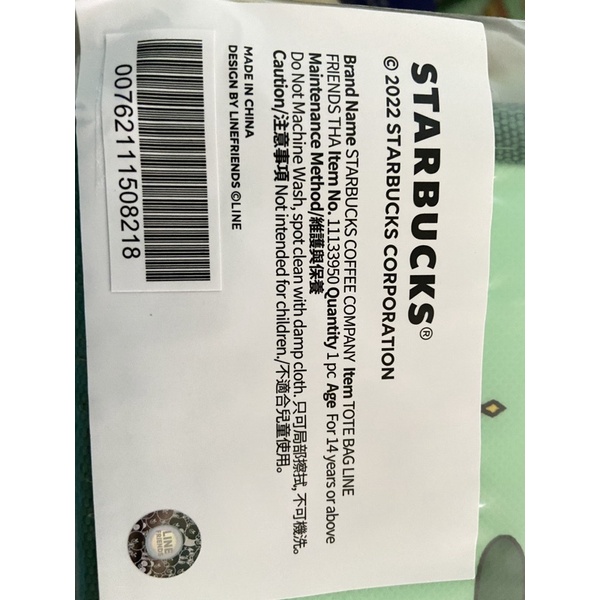 STARBUCKS®
© 2022 STARBUCKS CORPORATION
Brand Name STARBUCKS COFFEE COMPANY Item TOTE BAG LINE
FRIENDS THA Item No. 11133950 Quantity 1 pc Age For 14 years or above
Maintenance Method/維護與保養
Do Not Machine Wash, spot clean with damp cloth. 只可局部擦拭, 不可機洗。
Caution/注意事項 Not intended for children./不適合兒童使用。
MADE IN CHINA
DESIGN BY LINEFRIENDS ©LINE
00762111508218
LINE
FRIENDS